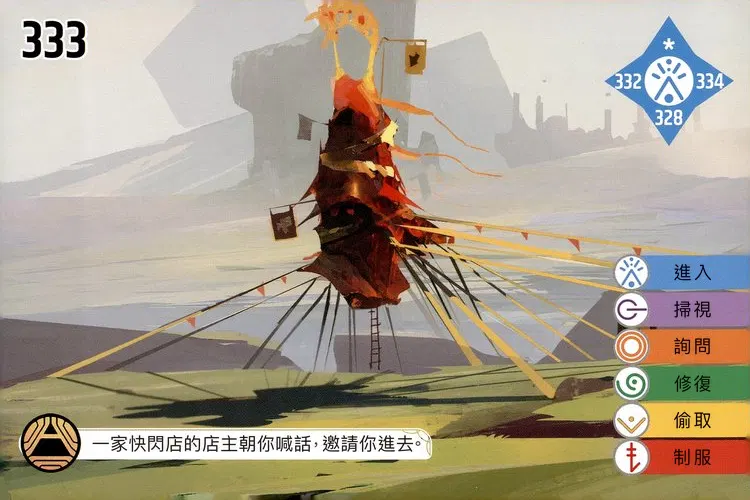 333
*
332
334
328
進入
掃視
詢問
修復
偷取
制服
一家快閃店的店主朝你喊話，邀請你進去。